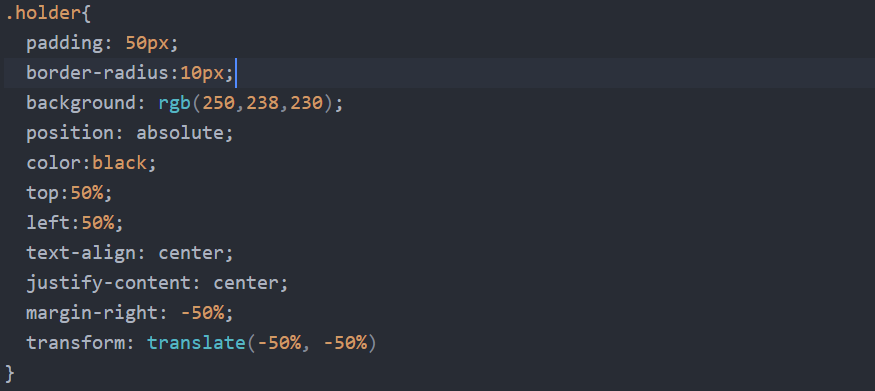 .holder{
  padding: 50px;
  border-radius:10px;
  background: rgb(250,238,230);
  position: absolute;
  color:black;
  top:50%;
  left:50%;
  text-align: center;
  justify-content: center;
  margin-right: -50%;
  transform: translate(-50%, -50%)
}